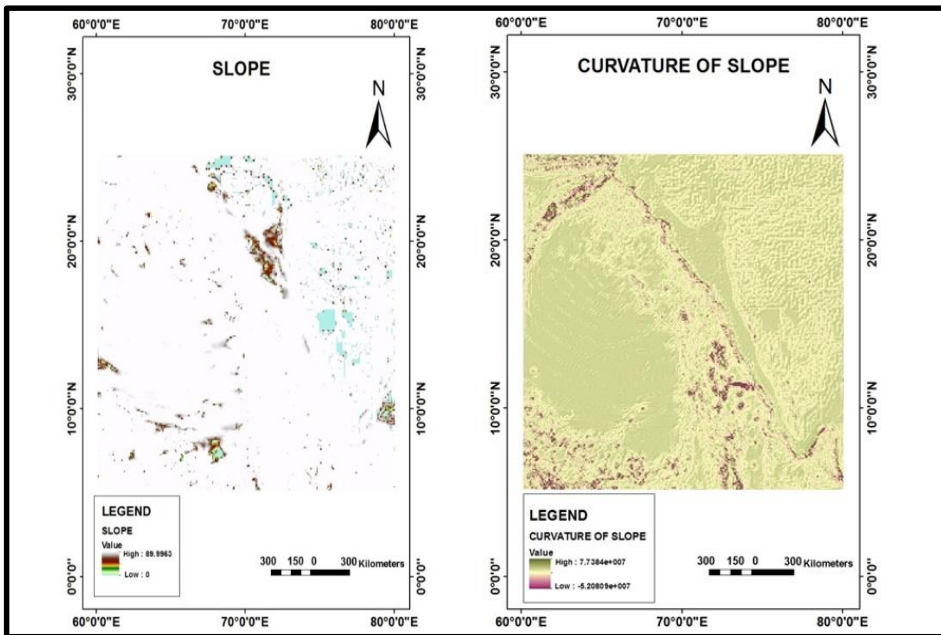 60°0'0"E 70°0'0"E 80°0'0"E
SLOPE
N
30°0'0"N
20°0'0"N
10°0'0"N
0°0'0"
30°0'0"N
20°0'0"N
10°0'0"N
0°0'0"
LEGEND
SLOPE
Value
High : 89.9963
Low : 0
300 150 0 300 Kilometers
60°0'0"E 70°0'0"E 80°0'0"E
60°0'0"E 70°0'0"E 80°0'0"E
CURVATURE OF SLOPE
N
30°0'0"N
20°0'0"N
10°0'0"N
0°0'0"
30°0'0"N
20°0'0"N
10°0'0"N
0°0'0"
LEGEND
CURVATURE OF SLOPE
Value
High : 7.7384e+007
Low : -5.20809e+007
300 150 0 300 Kilometers
60°0'0"E 70°0'0"E 80°0'0"E